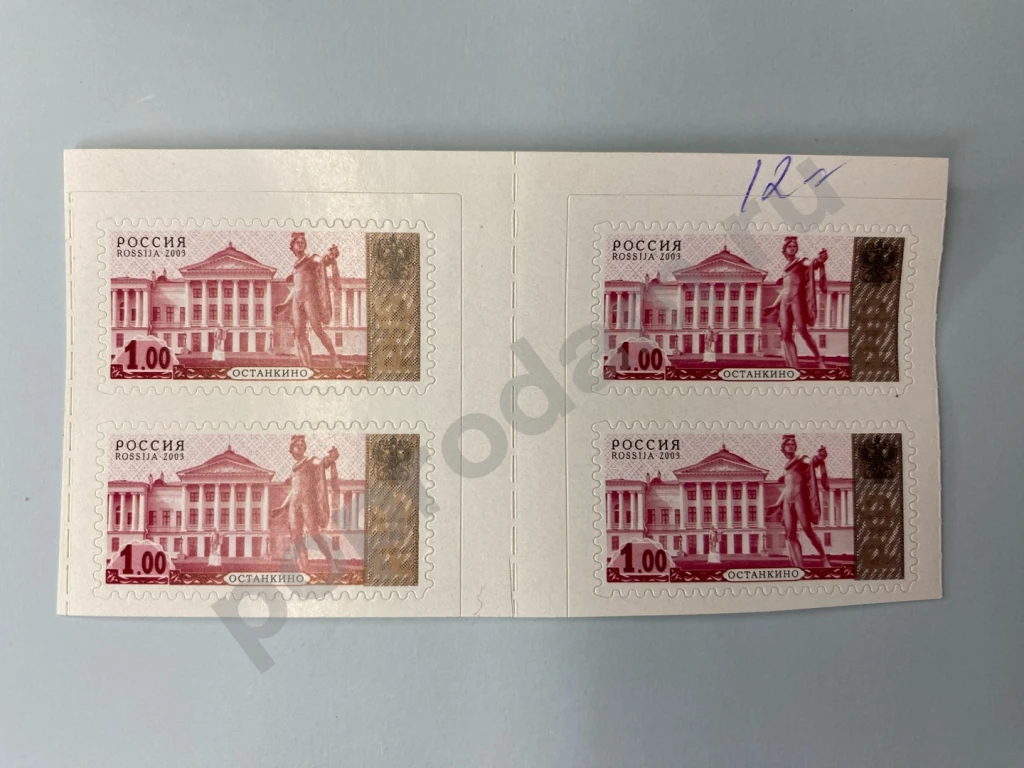 12
РОССИЯ
ROSSIJA 2003
1.00
ОСТАНКИНО
РОССИЯ
ROSSIJA 2003
1.00
ОСТАНКИНО
РОССИЯ
ROSSIJA 2003
1.00
ОСТАНКИНО
РОССИЯ
ROSSIJA 2003
1.00
ОСТАНКИНО